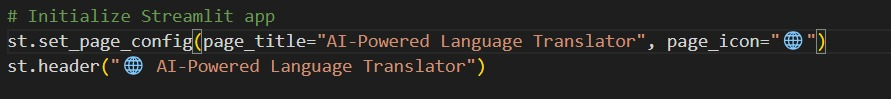 # Initialize Streamlit app
st.set_page_config(page_title="AI-Powered Language Translator", page_icon="🌐")
st.header("🌐 AI-Powered Language Translator")